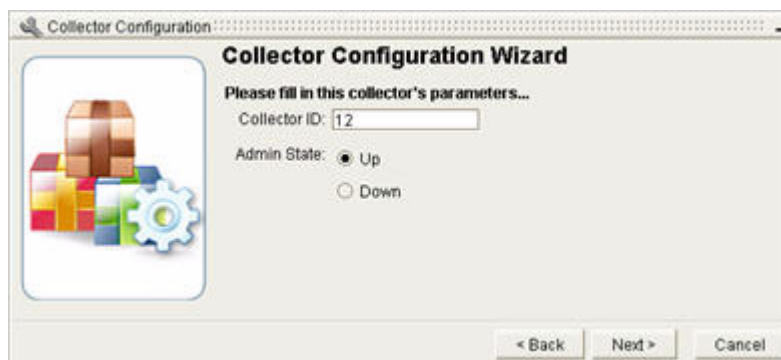 Collector Configuration
Collector Configuration Wizard
Please fill in this collector's parameters...
Collector ID: 12
Admin State: Up
Down
< Back Next > Cancel